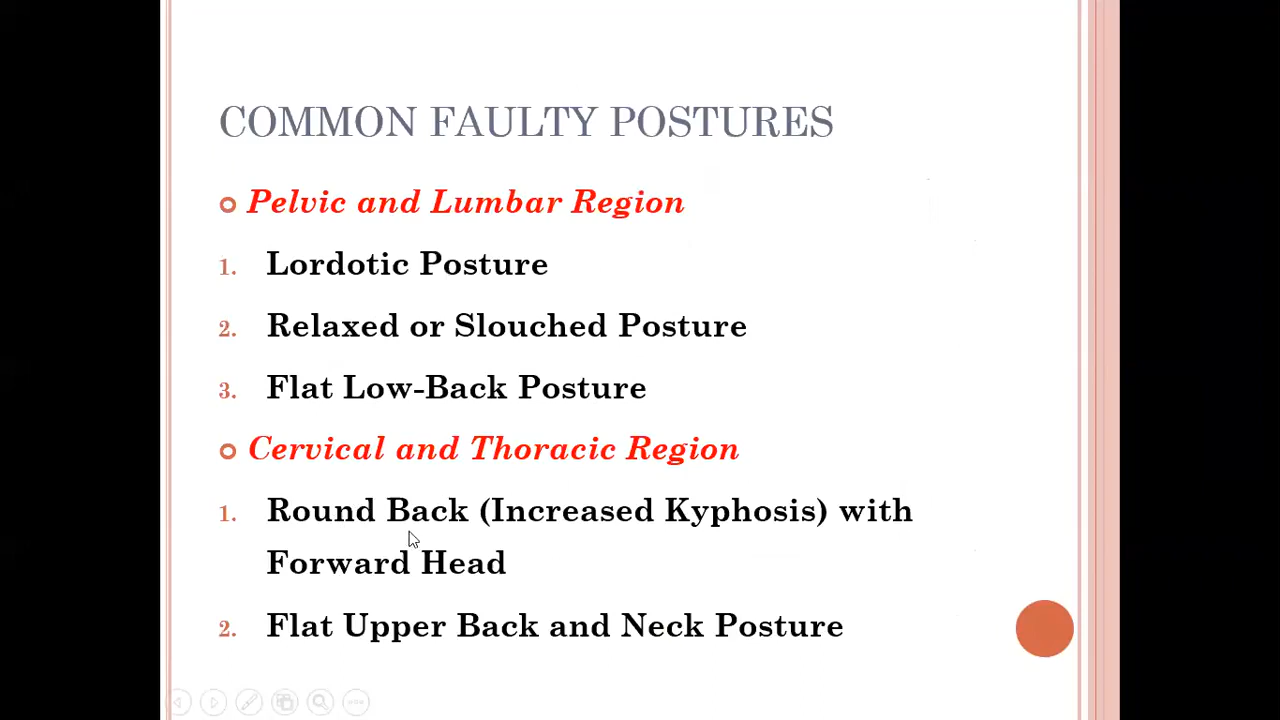 COMMON FAULTY POSTURES
Pelvic and Lumbar Region
1. Lordotic Posture
2. Relaxed or Slouched Posture
3. Flat Low-Back Posture
Cervical and Thoracic Region
1. Round Back (Increased Kyphosis) with
Forward Head
2. Flat Upper Back and Neck Posture